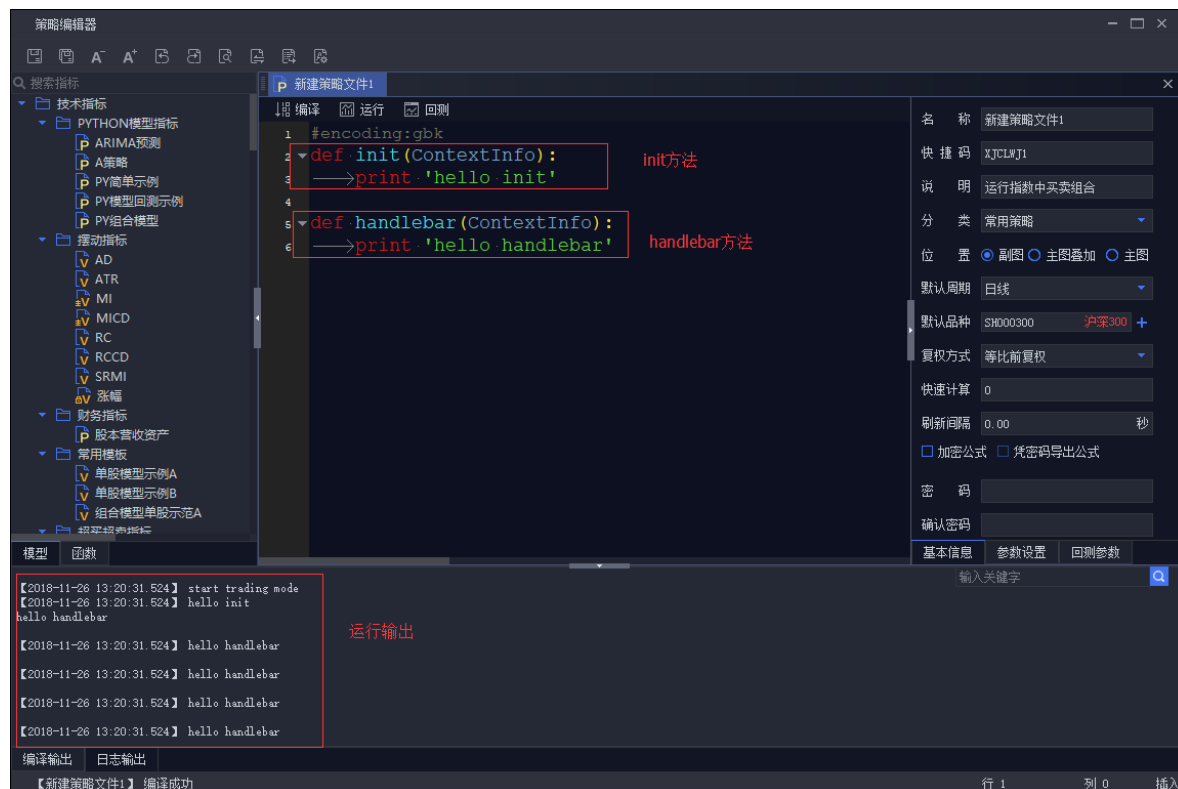 策略编辑器
搜索指标
技术指标
PYTHON模型指标
ARIMA预测
A策略
PY简单示例
PY模型回测示例
PY组合模型
摆动指标
AD
ATR
MI
MICD
RC
RCCD
SRMI
涨幅
财务指标
股本营收资产
常用模板
单股模型示例A
单股模型示例B
组合模型单股示范A
超买超卖指标
模型 函数
新建策略文件1
编译 运行 回测
1 #encoding:gbk
2 def init(ContextInfo):
3 print 'hello init'
4
5 def handlebar(ContextInfo):
6 print 'hello handlebar'
init方法
handlebar方法
名 称 新建策略文件1
快捷码 XJCLWJ1
说 明 运行指数中买卖组合
分 类 常用策略
位 置 副图 主图叠加 主图
默认周期 日线
默认品种 SH000300 沪深300 +
复权方式 等比前复权
快速计算 0
刷新间隔 0.00 秒
加密公式 凭密码导出公式
密 码
确认密码
基本信息 参数设置 回测参数
输入关键字
【2018-11-26 13:20:31.524】 start trading mode
【2018-11-26 13:20:31.524】 hello init
hello handlebar
【2018-11-26 13:20:31.524】 hello handlebar
【2018-11-26 13:20:31.524】 hello handlebar
【2018-11-26 13:20:31.524】 hello handlebar
【2018-11-26 13:20:31.524】 hello handlebar
运行输出
编译输出 日志输出
【新建策略文件1】 编译成功
行 1 列 0 插入